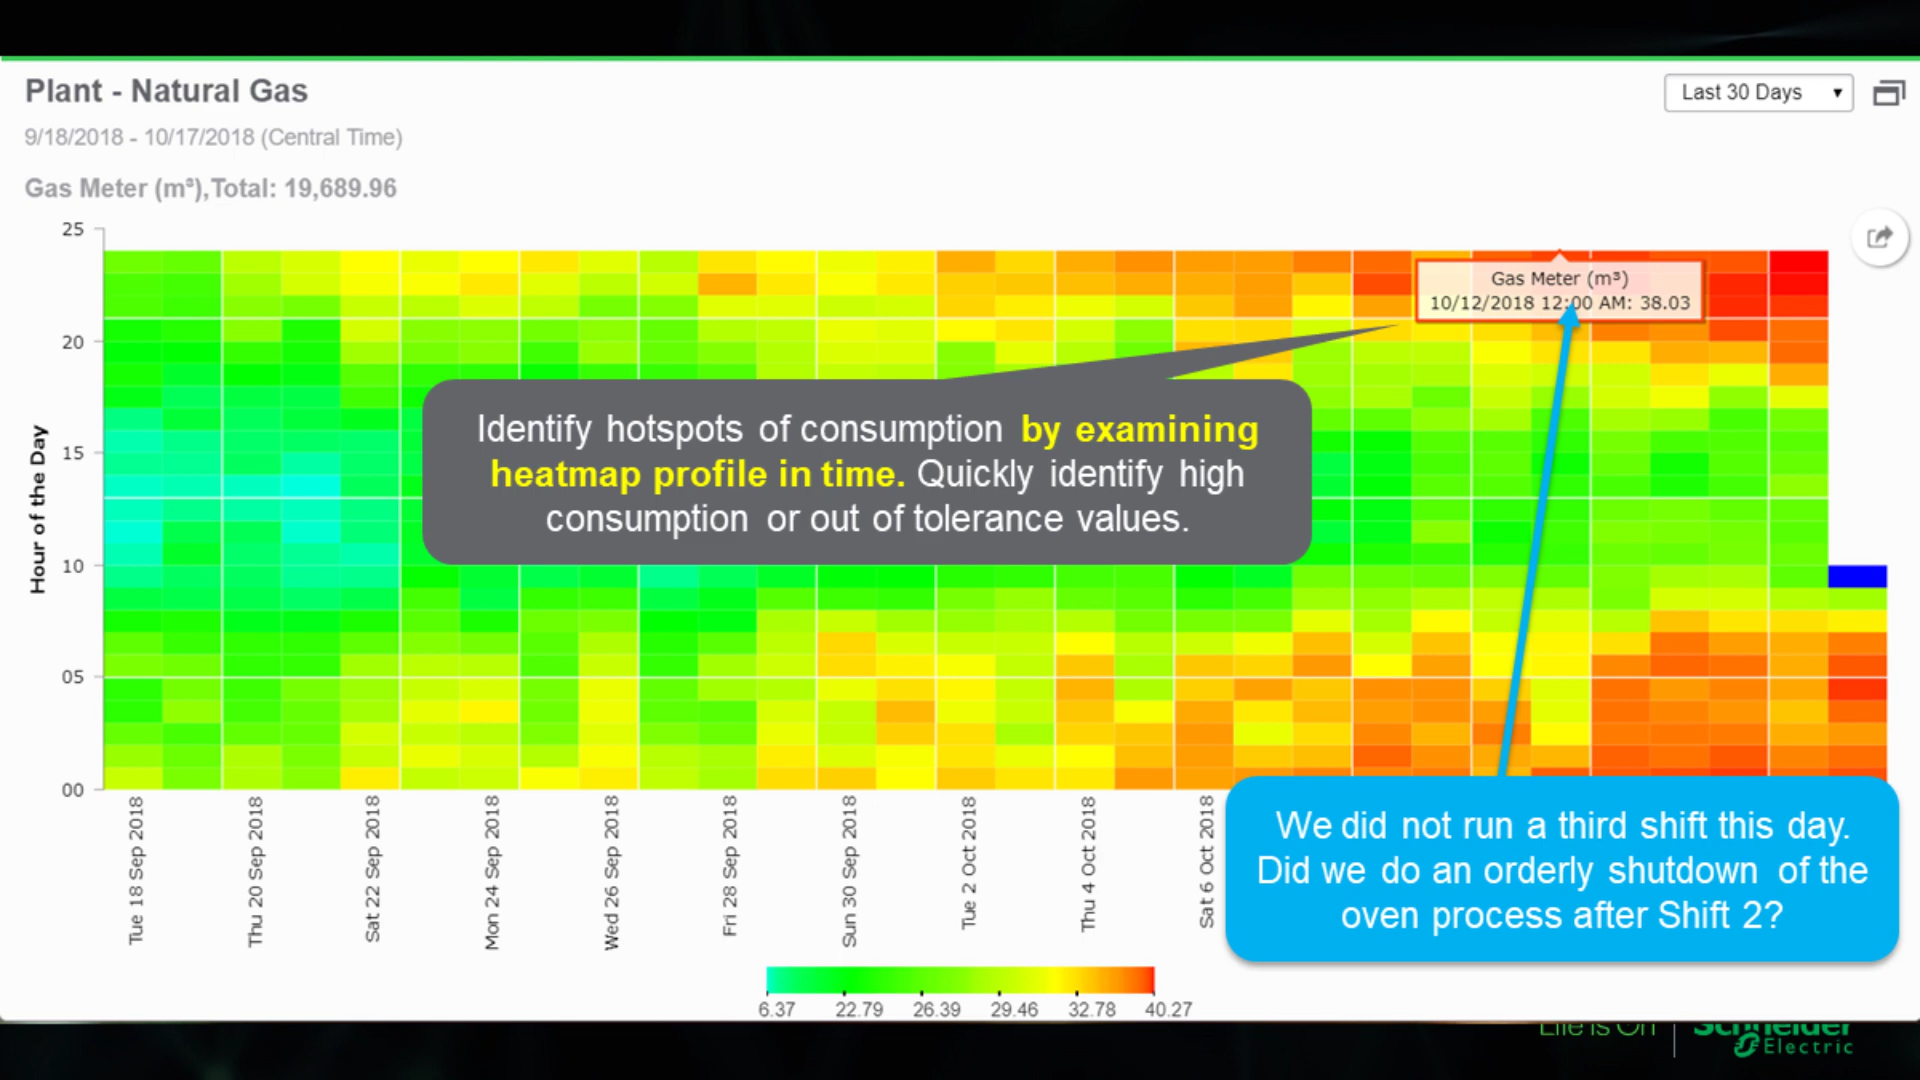 Plant - Natural Gas
Last 30 Days
9/18/2018 - 10/17/2018 (Central Time)
Gas Meter (m³),Total: 19,689.96
25
20
15
10
05
00
Hour of the Day
Gas Meter (m³)
10/12/2018 12:00 AM: 38.03
Identify hotspots of consumption by examining
heatmap profile in time. Quickly identify high
consumption or out of tolerance values.
Tue 18 Sep 2018
Thu 20 Sep 2018
Sat 22 Sep 2018
Mon 24 Sep 2018
Wed 26 Sep 2018
Fri 28 Sep 2018
Sun 30 Sep 2018
Tue 2 Oct 2018
Thu 4 Oct 2018
Sat 6 Oct 2018
We did not run a third shift this day.
Did we do an orderly shutdown of the
oven process after Shift 2?
6.37 22.79 26.39 29.46 32.78 40.27
Life Is On
Schneider
Electric